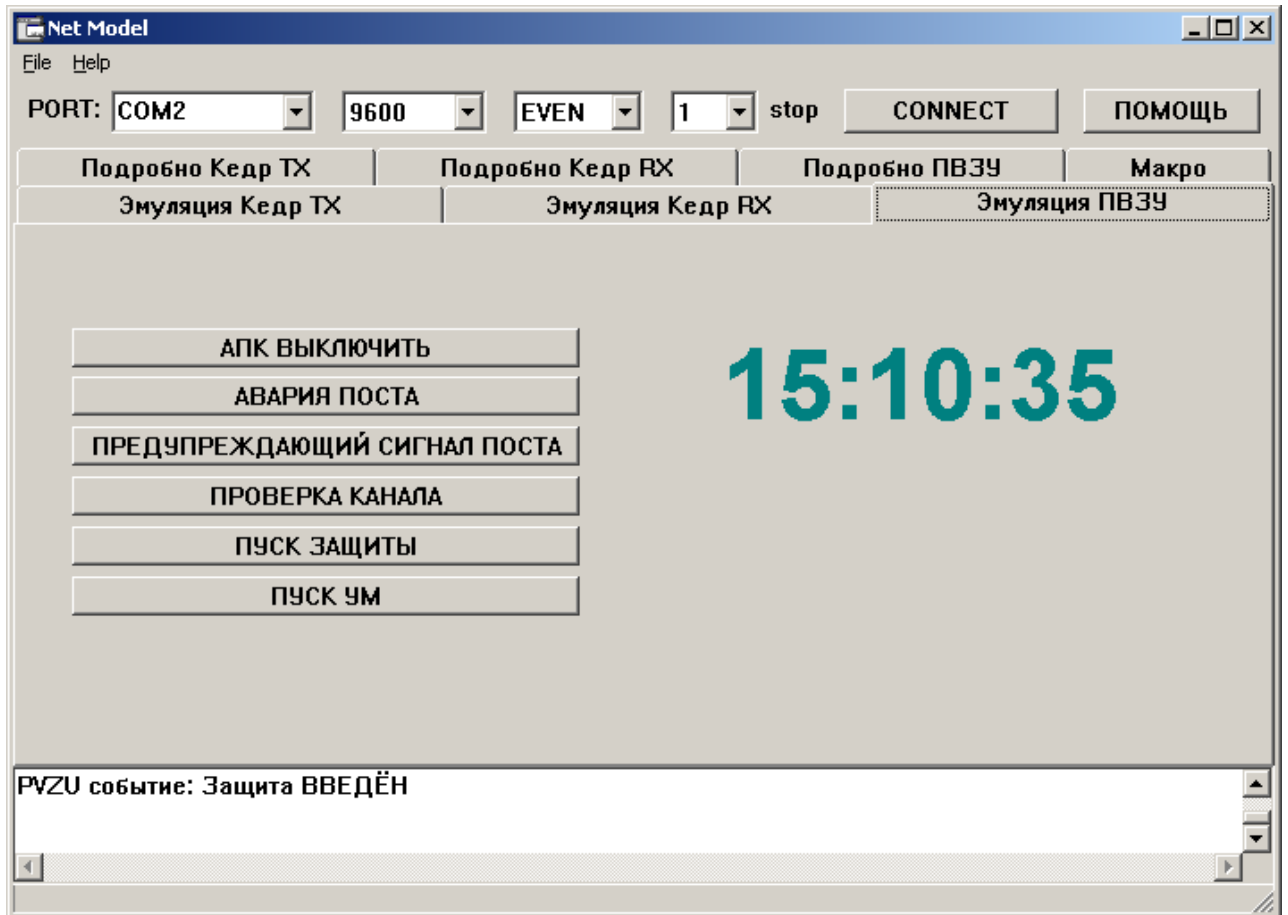 Net Model
File Help
PORT: COM2 9600 EVEN 1 stop CONNECT ПОМОЩЬ
Подробно Кедр TX Подробно Кедр RX Подробно ПВЗУ Макро
Эмуляция Кедр TX Эмуляция Кедр RX Эмуляция ПВЗУ
АПК ВЫКЛЮЧИТЬ
15:10:35
АВАРИЯ ПОСТА
ПРЕДУПРЕЖДАЮЩИЙ СИГНАЛ ПОСТА
ПРОВЕРКА КАНАЛА
ПУСК ЗАЩИТЫ
ПУСК УМ
PVZU событие: Защита ВВЕДЁН